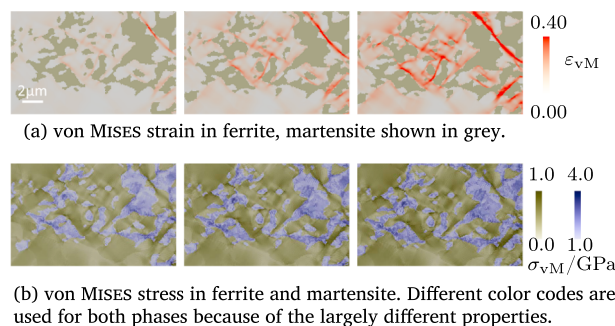 0.40
ε_vM
2µm
0.00
(a) von MISES strain in ferrite, martensite shown in grey.
1.0 4.0
0.0 1.0
σ_vM/GPa
(b) von MISES stress in ferrite and martensite. Different color codes are
used for both phases because of the largely different properties.